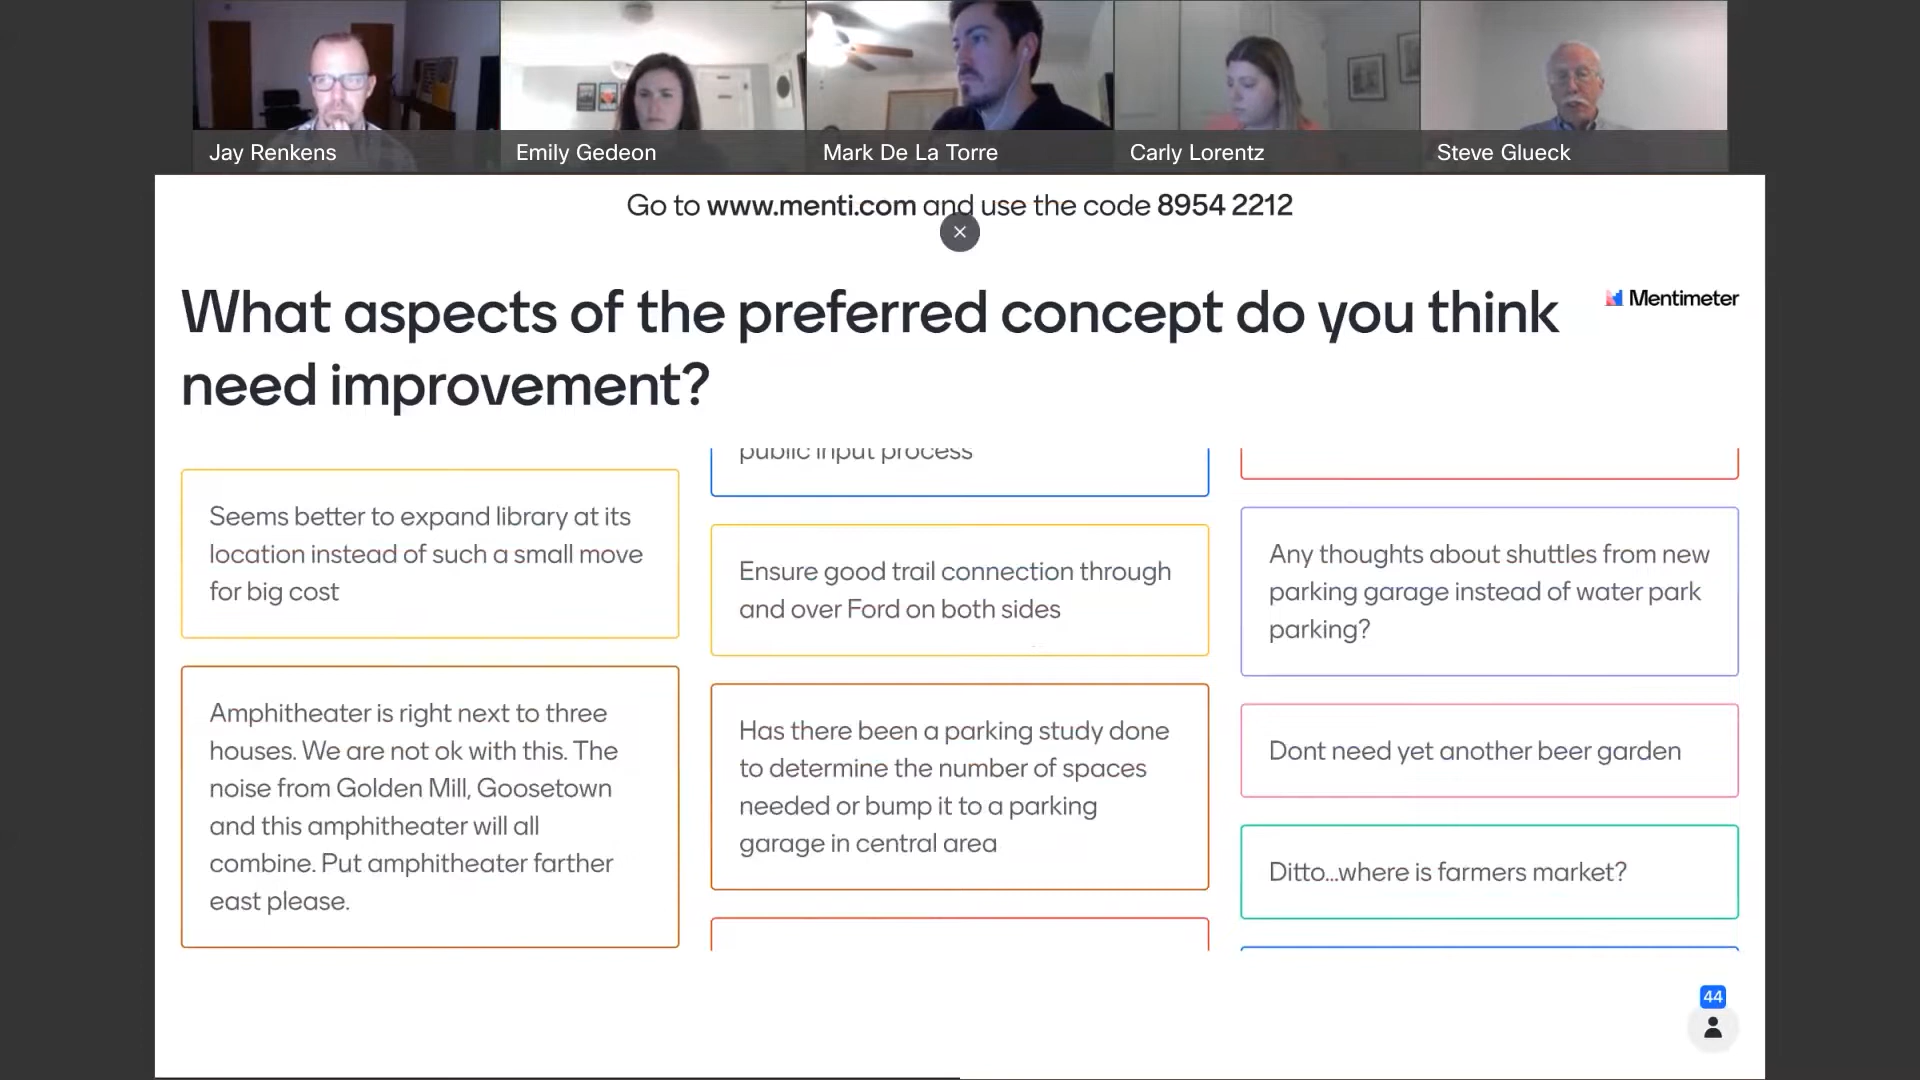 Jay Renkens
Emily Gedeon
Mark De La Torre
Carly Lorentz
Steve Glueck
Go to www.menti.com and use the code 8954 2212
What aspects of the preferred concept do you think
need improvement?
Mentimeter
Seems better to expand library at its
location instead of such a small move
for big cost
Amphitheater is right next to three
houses. We are not ok with this. The
noise from Golden Mill, Goosetown
and this amphitheater will all
combine. Put amphitheater farther
east please.
public input process
Ensure good trail connection through
and over Ford on both sides
Has there been a parking study done
to determine the number of spaces
needed or bump it to a parking
garage in central area
Any thoughts about shuttles from new
parking garage instead of water park
parking?
Dont need yet another beer garden
Ditto...where is farmers market?
44